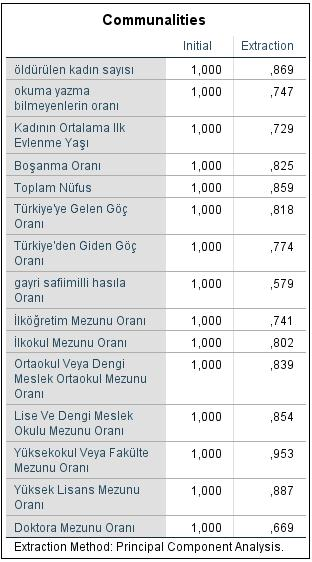 Communalities
Initial Extraction
öldürülen kadın sayısı 1,000 ,869
okuma yazma
bilmeyenlerin oranı 1,000 ,747
Kadının Ortalama Ilk
Evlenme Yaşı 1,000 ,729
Boşanma Oranı 1,000 ,825
Toplam Nüfus 1,000 ,859
Türkiye'ye Gelen Göç
Oranı 1,000 ,818
Türkiye'den Giden Göç
Oranı 1,000 ,774
gayri safiimilli hasıla
Oranı 1,000 ,579
İlköğretim Mezunu Oranı 1,000 ,741
İlkokul Mezunu Oranı 1,000 ,802
Ortaokul Veya Dengi
Meslek Ortaokul Mezunu
Oranı 1,000 ,839
Lise Ve Dengi Meslek
Okulu Mezunu Oranı 1,000 ,854
Yüksekokul Veya Fakülte
Mezunu Oranı 1,000 ,953
Yüksek Lisans Mezunu
Oranı 1,000 ,887
Doktora Mezunu Oranı 1,000 ,669
Extraction Method: Principal Component Analysis.